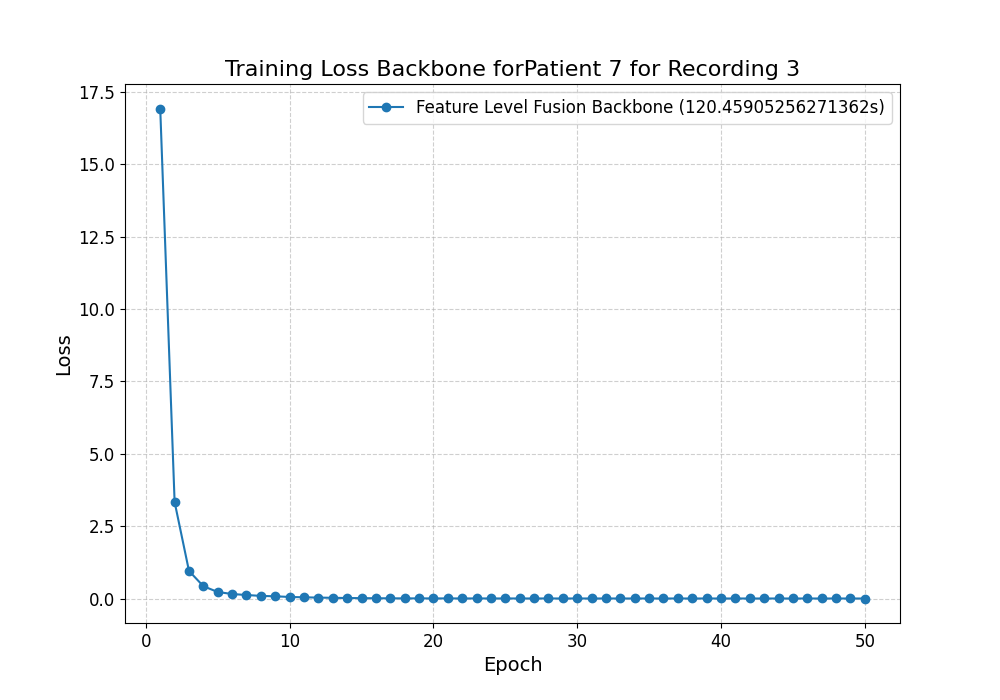 Training Loss Backbone forPatient 7 for Recording 3
Feature Level Fusion Backbone (120.45905256271362s)
17.5
15.0
12.5
10.0
7.5
5.0
2.5
0.0
Loss
0 10 20 30 40 50
Epoch